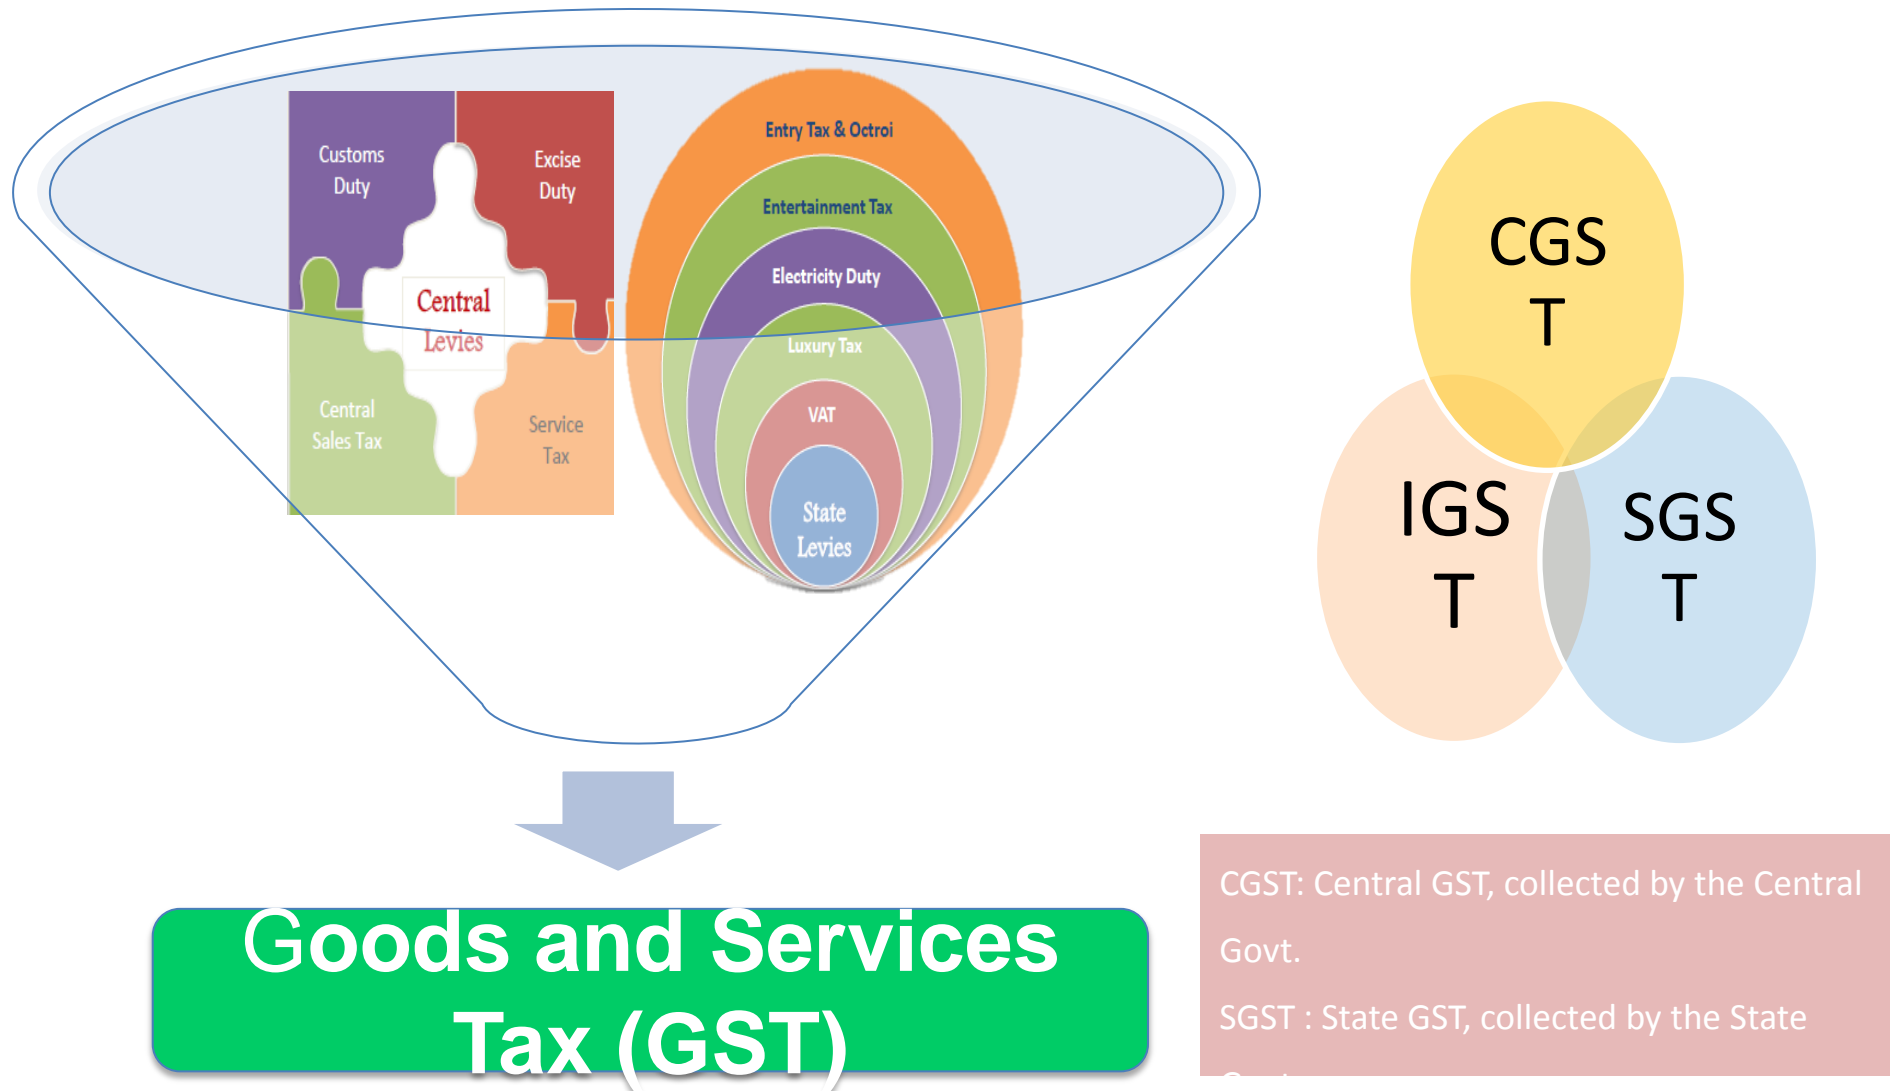 Customs
Duty
Excise
Duty
Central
Levies
Central
Sales Tax
Service
Tax
Entry Tax & Octroi
Entertainment Tax
Electricity Duty
Luxury Tax
VAT
State
Levies
CGS
T
IGS
T
SGS
T
Goods and Services
Tax (GST)
CGST: Central GST, collected by the Central
Govt.
SGST : State GST, collected by the State